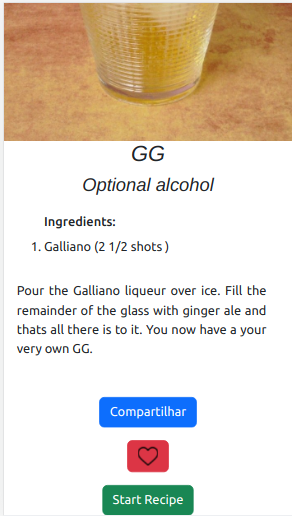 GG
Optional alcohol
Ingredients:
1. Galliano (2 1/2 shots )
Pour the Galliano liqueur over ice. Fill the
remainder of the glass with ginger ale and
thats all there is to it. You now have a your
very own GG.
Compartilhar
Start Recipe